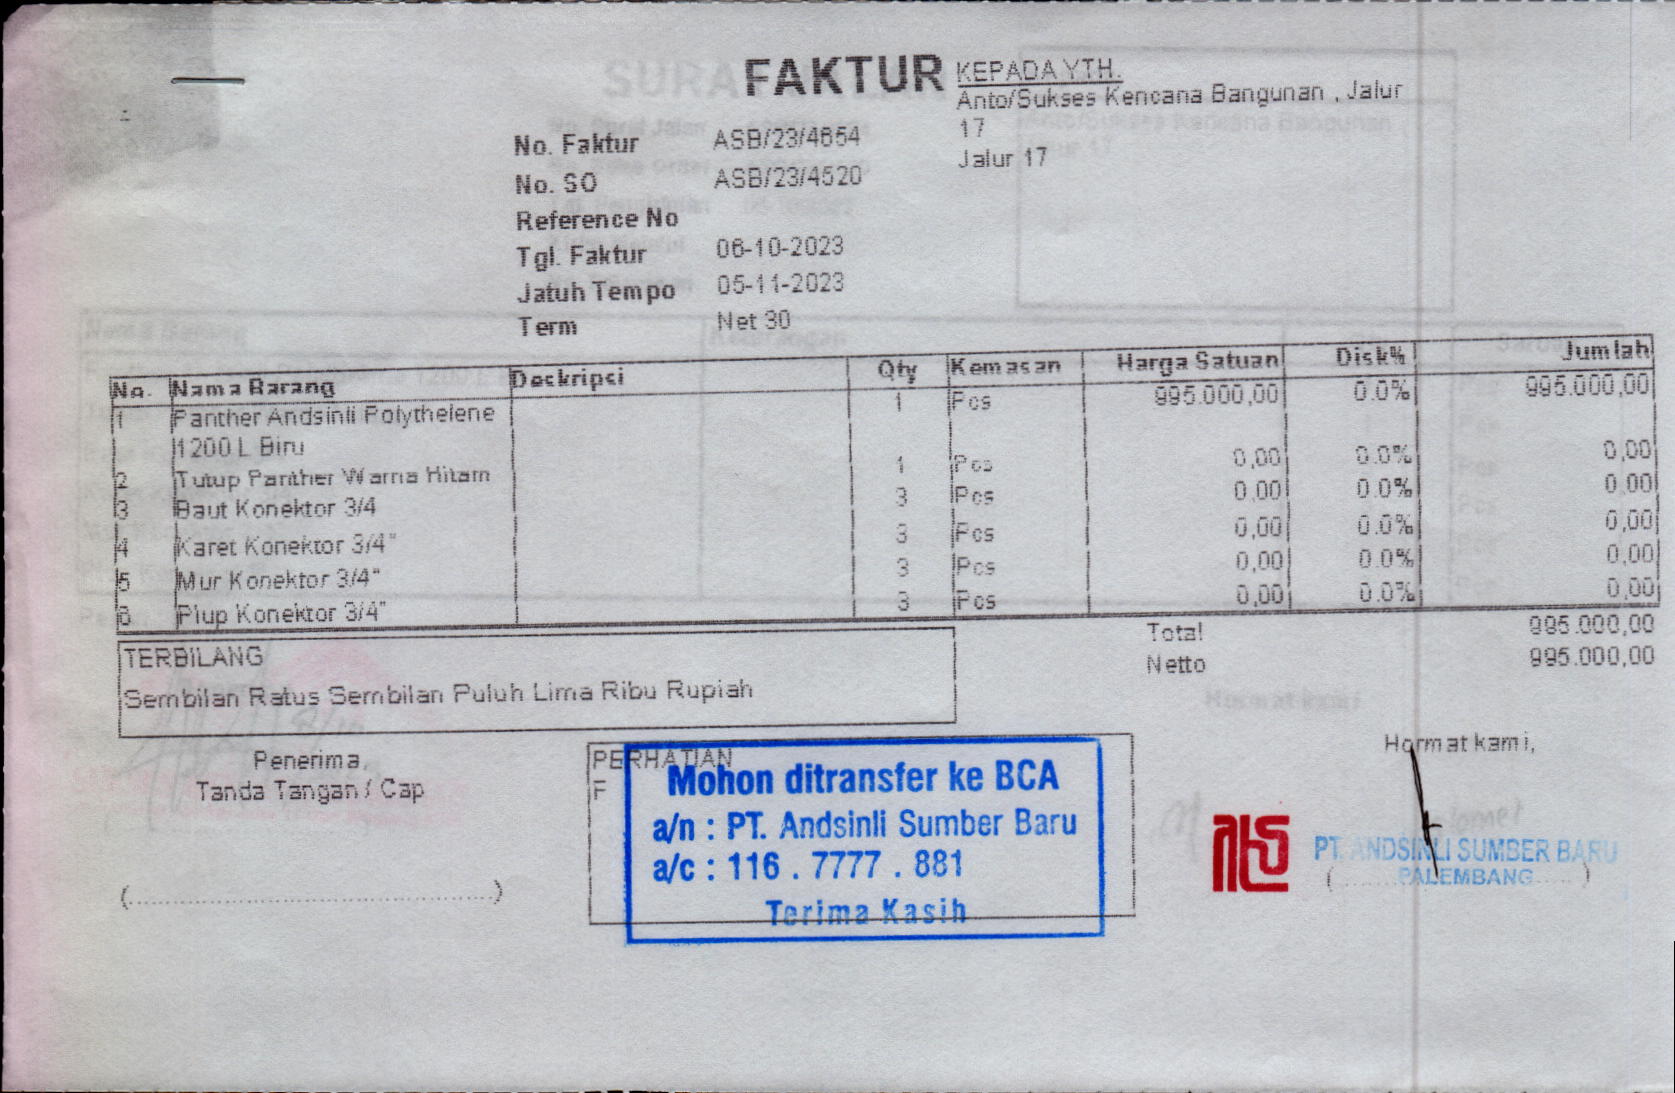 FAKTUR
KEPADA YTH.
Anto/Sukses Kencana Bangunan , Jalur
17
Jalur 17
No. Faktur ASB/23/4654
No. SO ASB/23/4520
Reference No
Tgl. Faktur 06-10-2023
Jatuh Tempo 05-11-2023
Term Net 30
No. Nama Barang Deskripsi Qty Kemasan Harga Satuan Disk% Jumlah
1 Panther Andsinli Polythelene 1 Pcs 995.000,00 0.0% 995.000,00
1200 L Biru
2 Tutup Panther Warna Hitam 1 Pcs 0,00 0.0% 0,00
3 Baut Konektor 3/4 3 Pcs 0,00 0.0% 0,00
4 Karet Konektor 3/4" 3 Pcs 0,00 0.0% 0,00
5 Mur Konektor 3/4" 3 Pcs 0,00 0.0% 0,00
6 Plup Konektor 3/4" 3 Pcs 0,00 0.0% 0,00
Total 995.000,00
Netto 995.000,00
TERBILANG
Sembilan Ratus Sembilan Puluh Lima Ribu Rupiah
Penerima
Tanda Tangan / Cap
(..................................................)
PERHATIAN
F
Mohon ditransfer ke BCA
a/n : PT. Andsinli Sumber Baru
a/c : 116 . 7777 . 881
Terima Kasih
Hormat kami,
PT. ANDSINLI SUMBER BARU
PALEMBANG